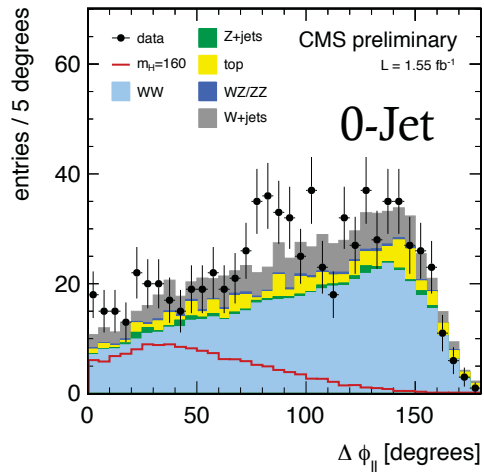 CMS preliminary
L = 1.55 fb⁻¹
0-Jet
data
m_H=160
WW
Z+jets
top
WZ/ZZ
W+jets
entries / 5 degrees
60
40
20
0
0 50 100 150
Δ ϕ_ll [degrees]